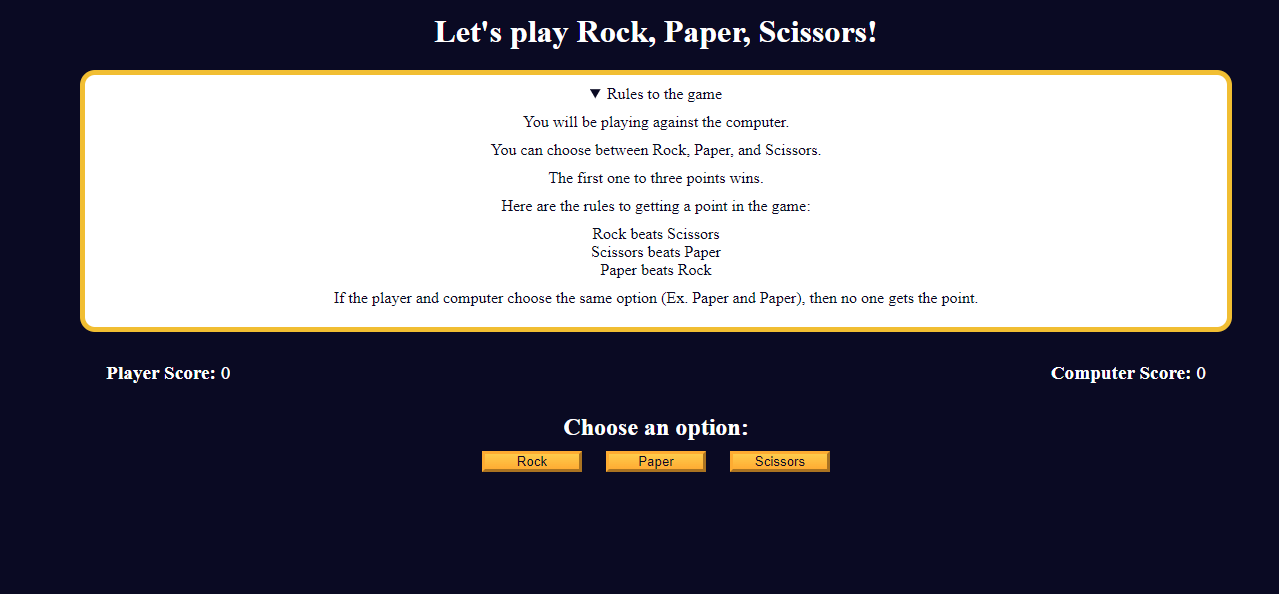 Let's play Rock, Paper, Scissors!
▼ Rules to the game
You will be playing against the computer.
You can choose between Rock, Paper, and Scissors.
The first one to three points wins.
Here are the rules to getting a point in the game:
Rock beats Scissors
Scissors beats Paper
Paper beats Rock
If the player and computer choose the same option (Ex. Paper and Paper), then no one gets the point.
Player Score: 0
Computer Score: 0
Choose an option:
Rock
Paper
Scissors